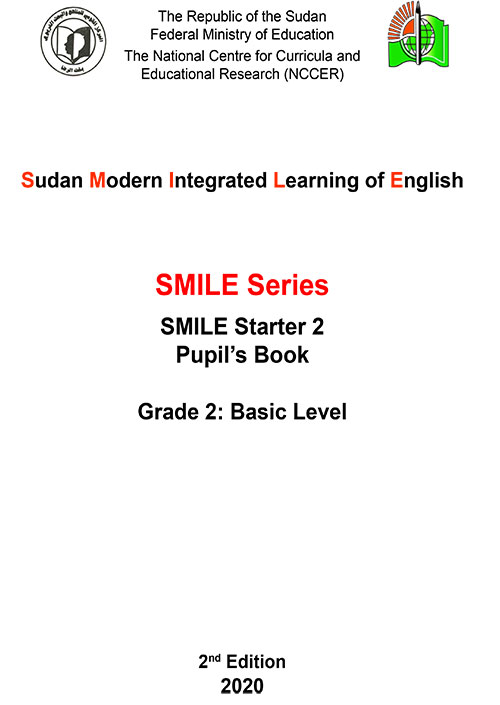 The Republic of the Sudan
Federal Ministry of Education
The National Centre for Curricula and
Educational Research (NCCER)
Sudan Modern Integrated Learning of English
SMILE Series
SMILE Starter 2
Pupil’s Book
Grade 2: Basic Level
2nd Edition
2020